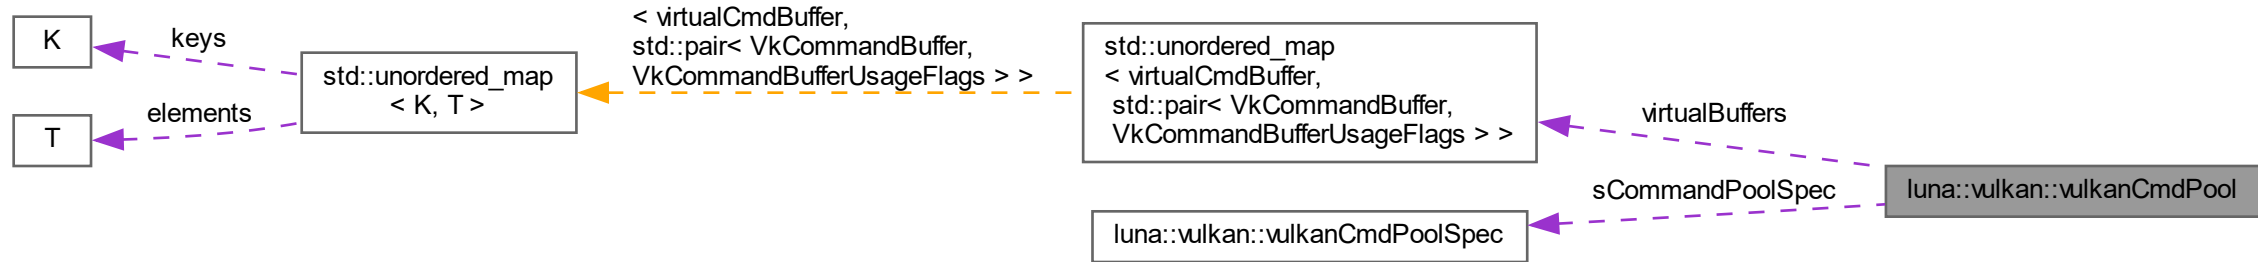 K
keys
T
elements
std::unordered_map
< K, T >
< virtualCmdBuffer,
std::pair< VkCommandBuffer,
VkCommandBufferUsageFlags > >
std::unordered_map
< virtualCmdBuffer,
std::pair< VkCommandBuffer,
VkCommandBufferUsageFlags > >
virtualBuffers
sCommandPoolSpec
luna::vulkan::vulkanCmdPoolSpec
luna::vulkan::vulkanCmdPool